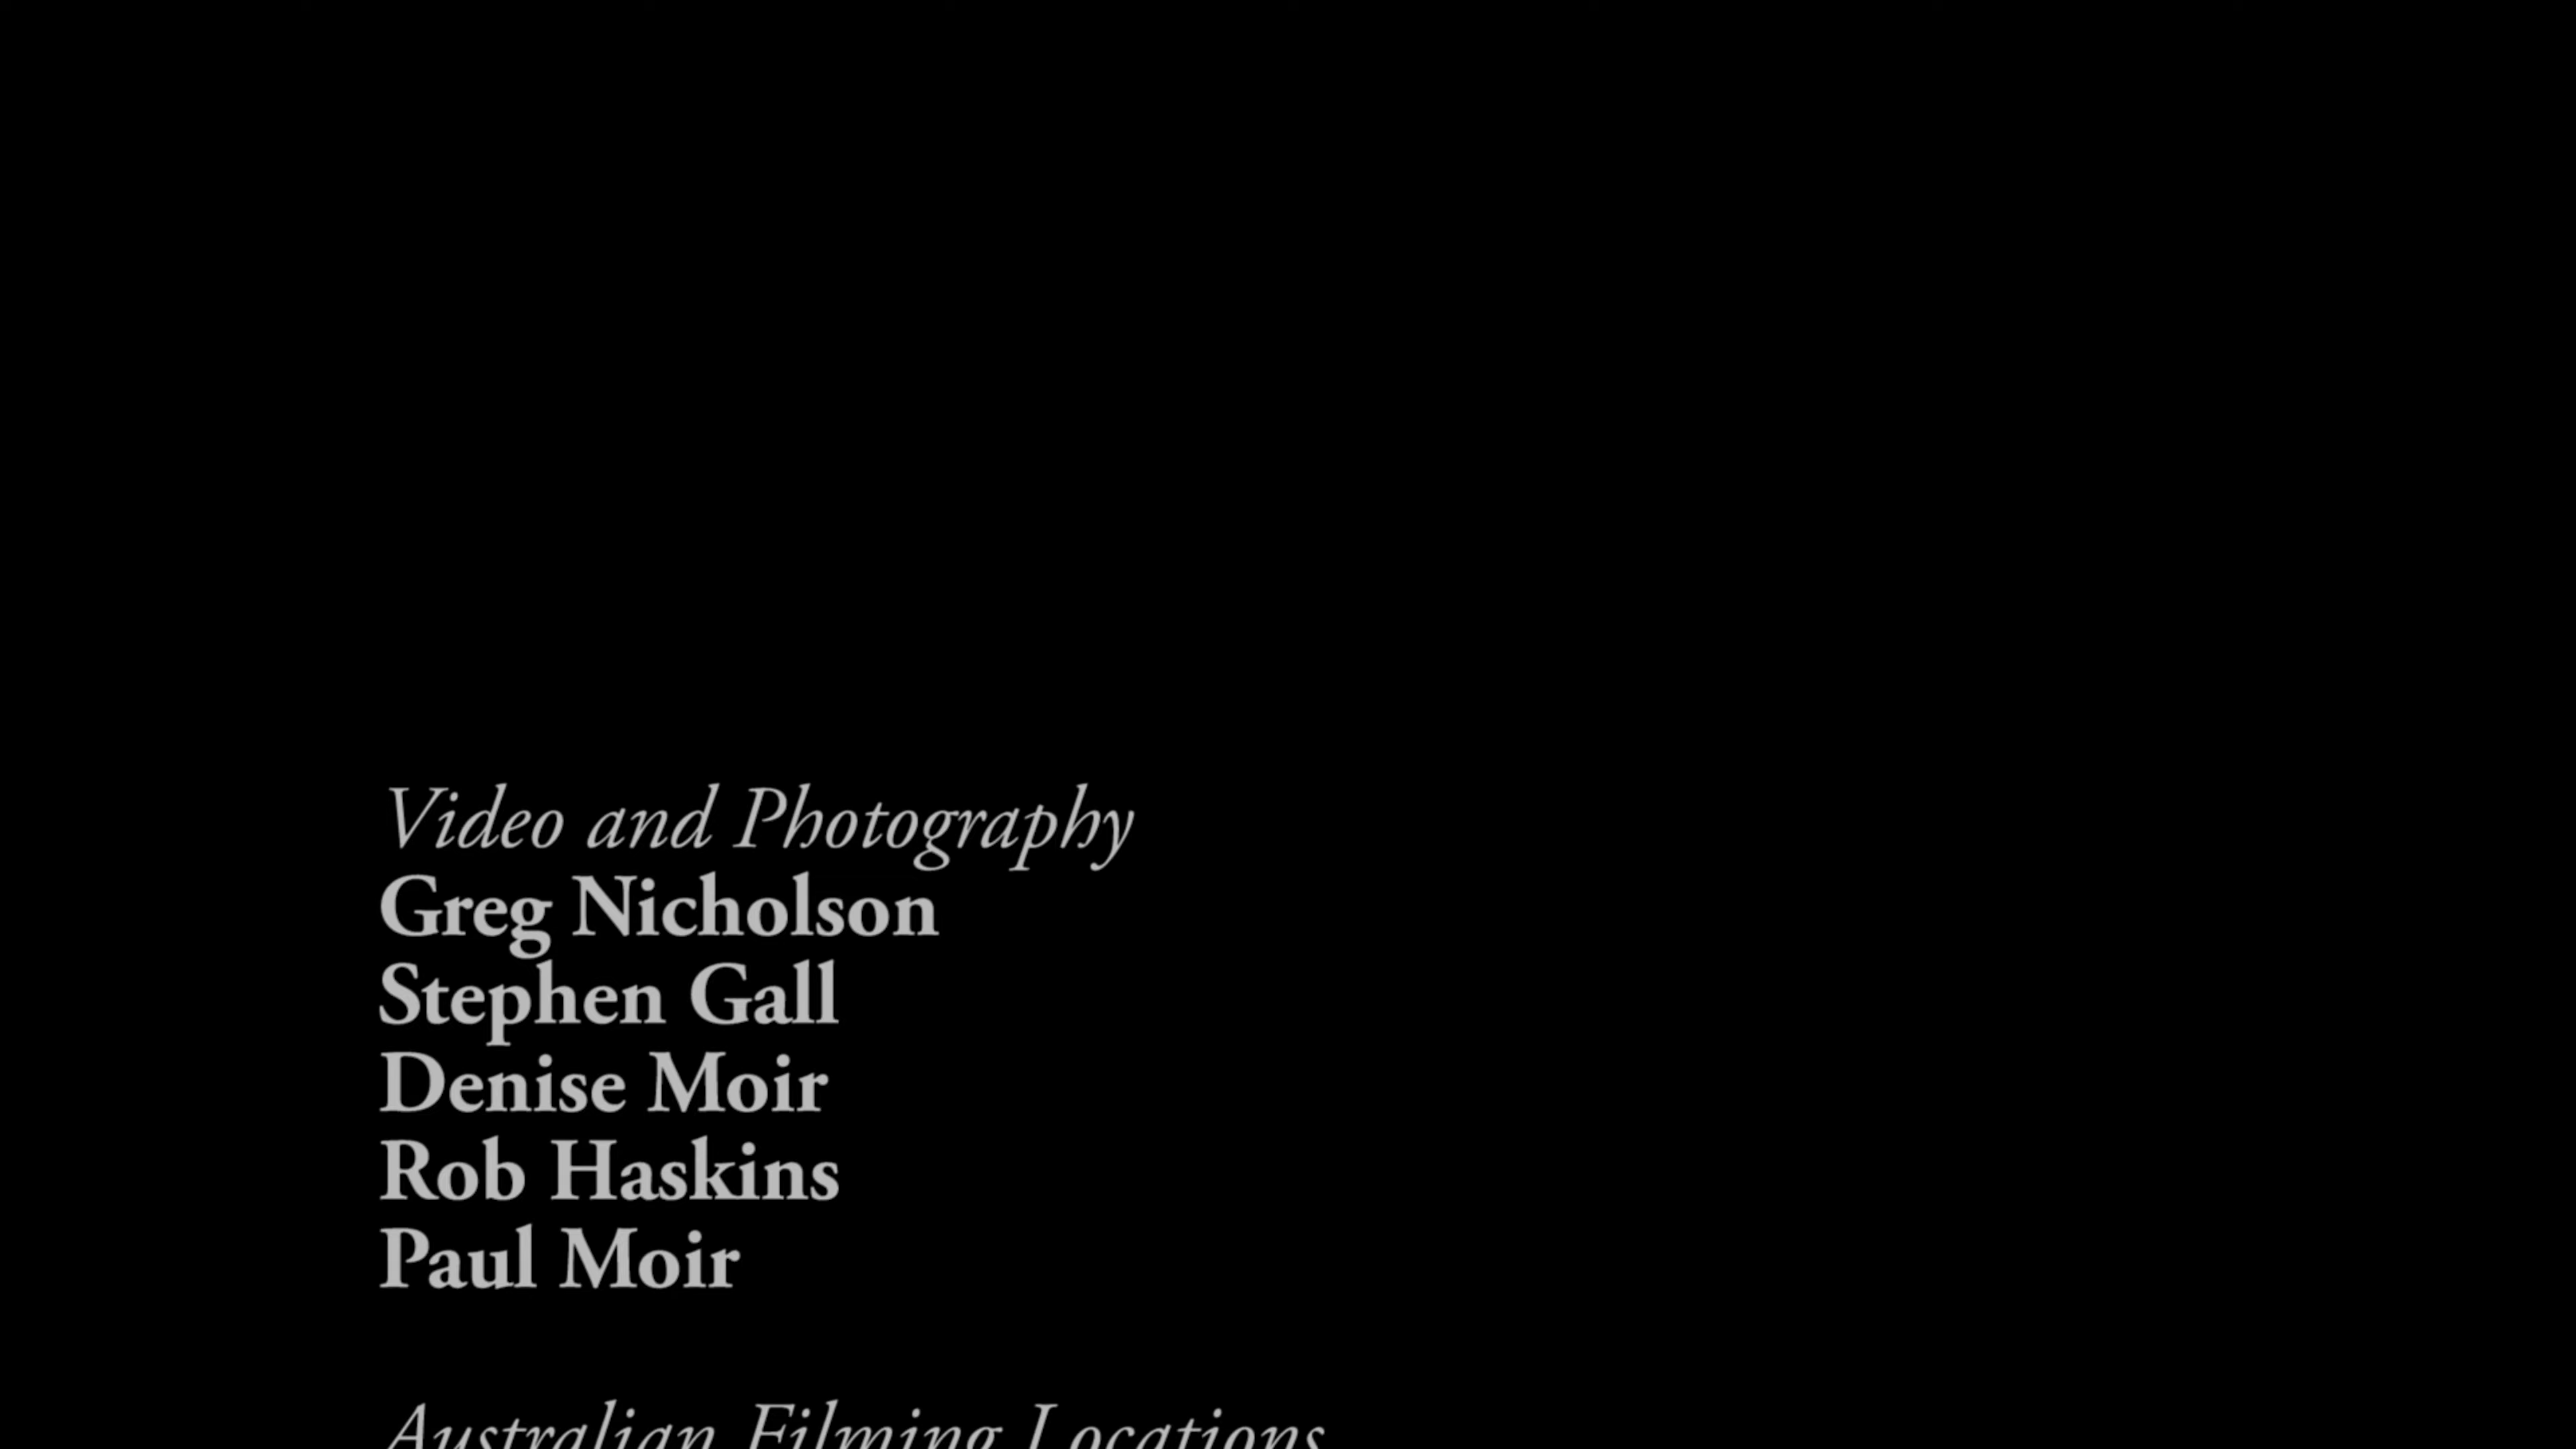 Video and Photography
Greg Nicholson
Stephen Gall
Denise Moir
Rob Haskins
Paul Moir
Australian Filming Locations